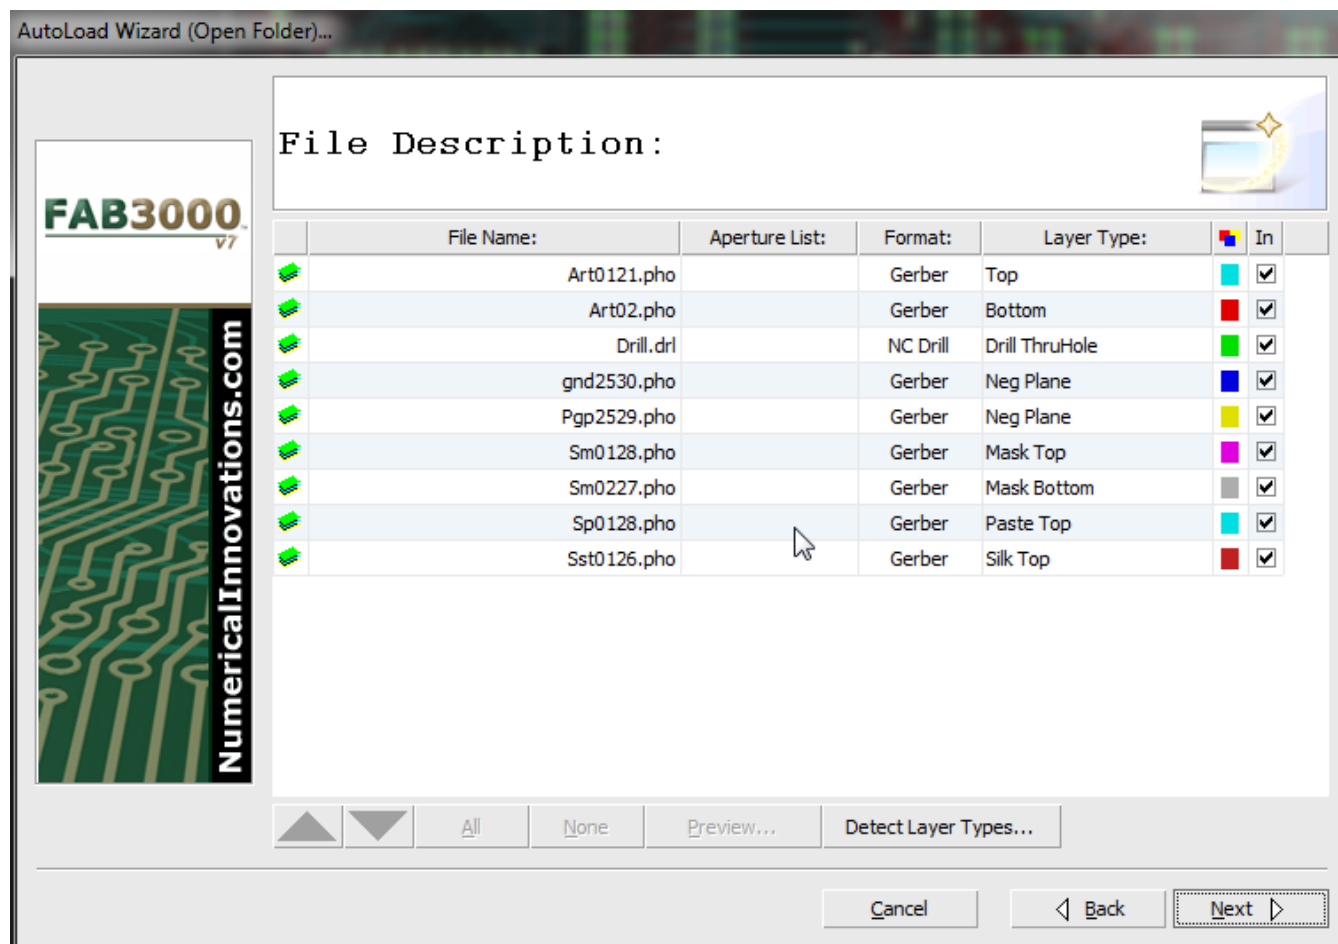 AutoLoad Wizard (Open Folder)...
File Description:
FAB3000
v7
NumericalInnovations.com
File Name: Aperture List: Format: Layer Type: In
Art0121.pho Gerber Top
Art02.pho Gerber Bottom
Drill.drl NC Drill Drill ThruHole
gnd2530.pho Gerber Neg Plane
Pgp2529.pho Gerber Neg Plane
Sm0128.pho Gerber Mask Top
Sm0227.pho Gerber Mask Bottom
Sp0128.pho Gerber Paste Top
Sst0126.pho Gerber Silk Top
All None Preview... Detect Layer Types...
Cancel Back Next